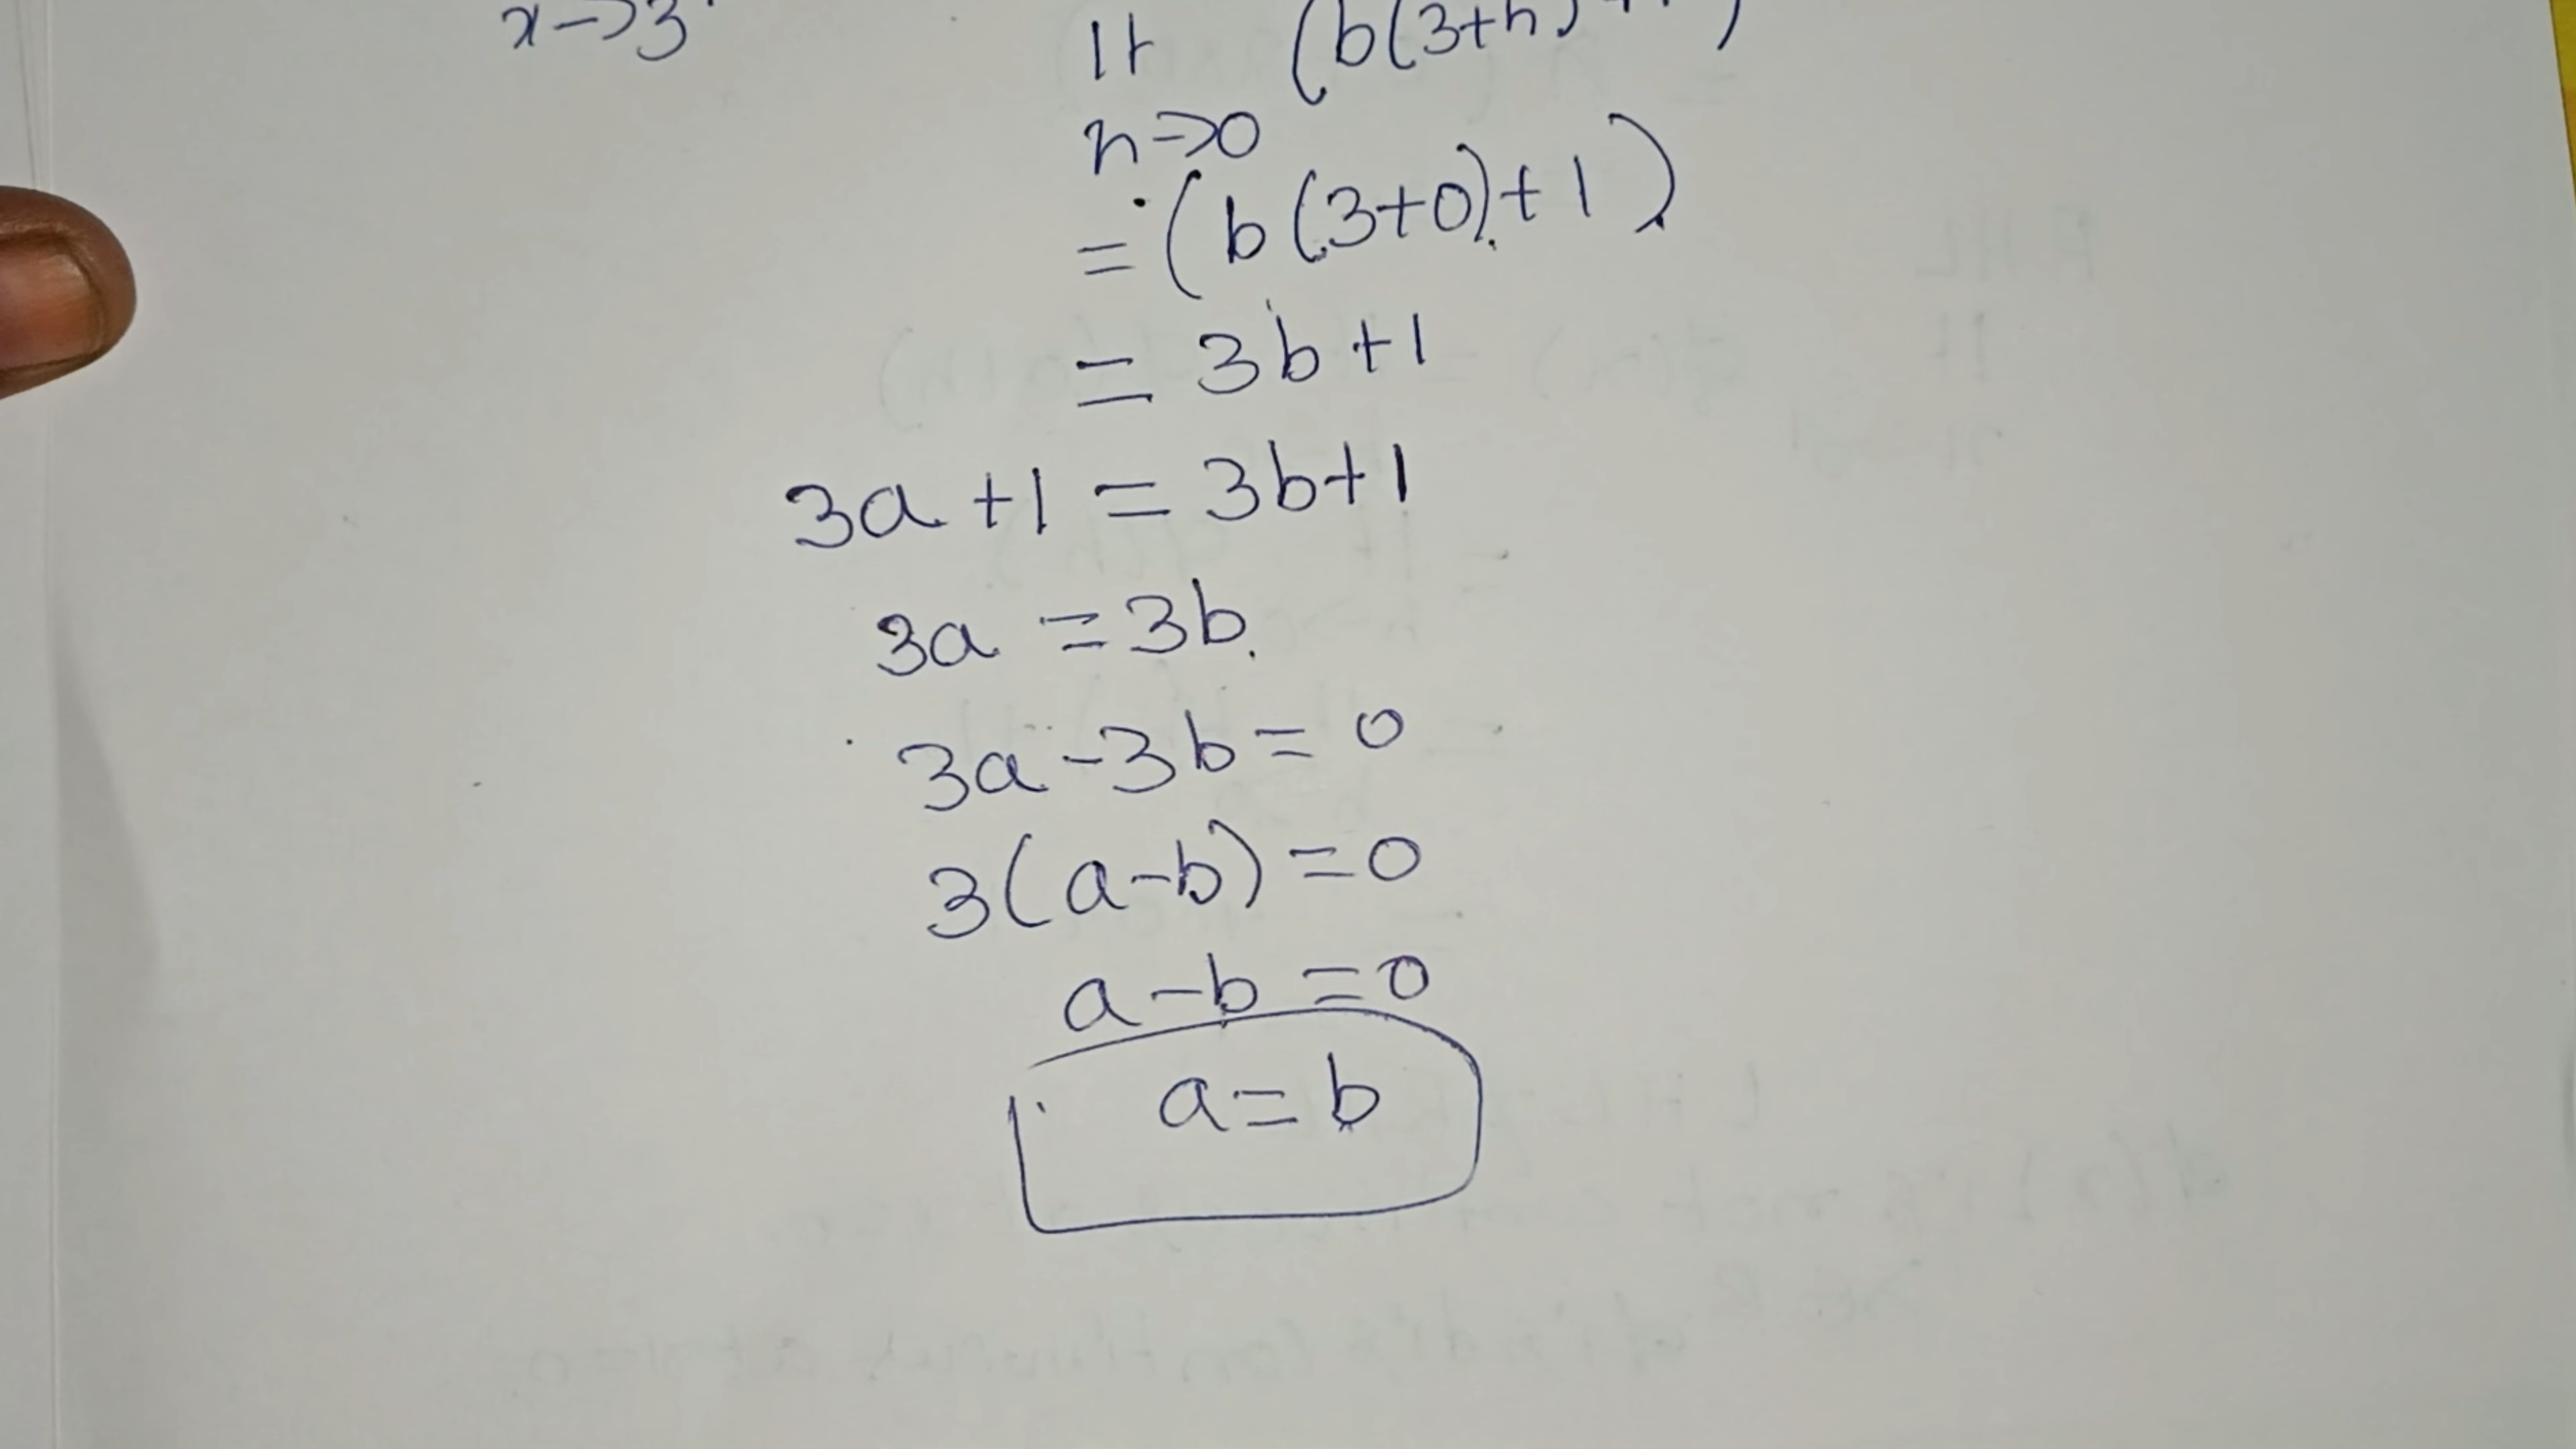 x->3
lt (b(3+h)
h->0
= (b(3+0)+1)
= 3b+1
3a+1 = 3b+1
3a = 3b.
3a-3b = 0
3(a-b) = 0
a-b = 0
a = b